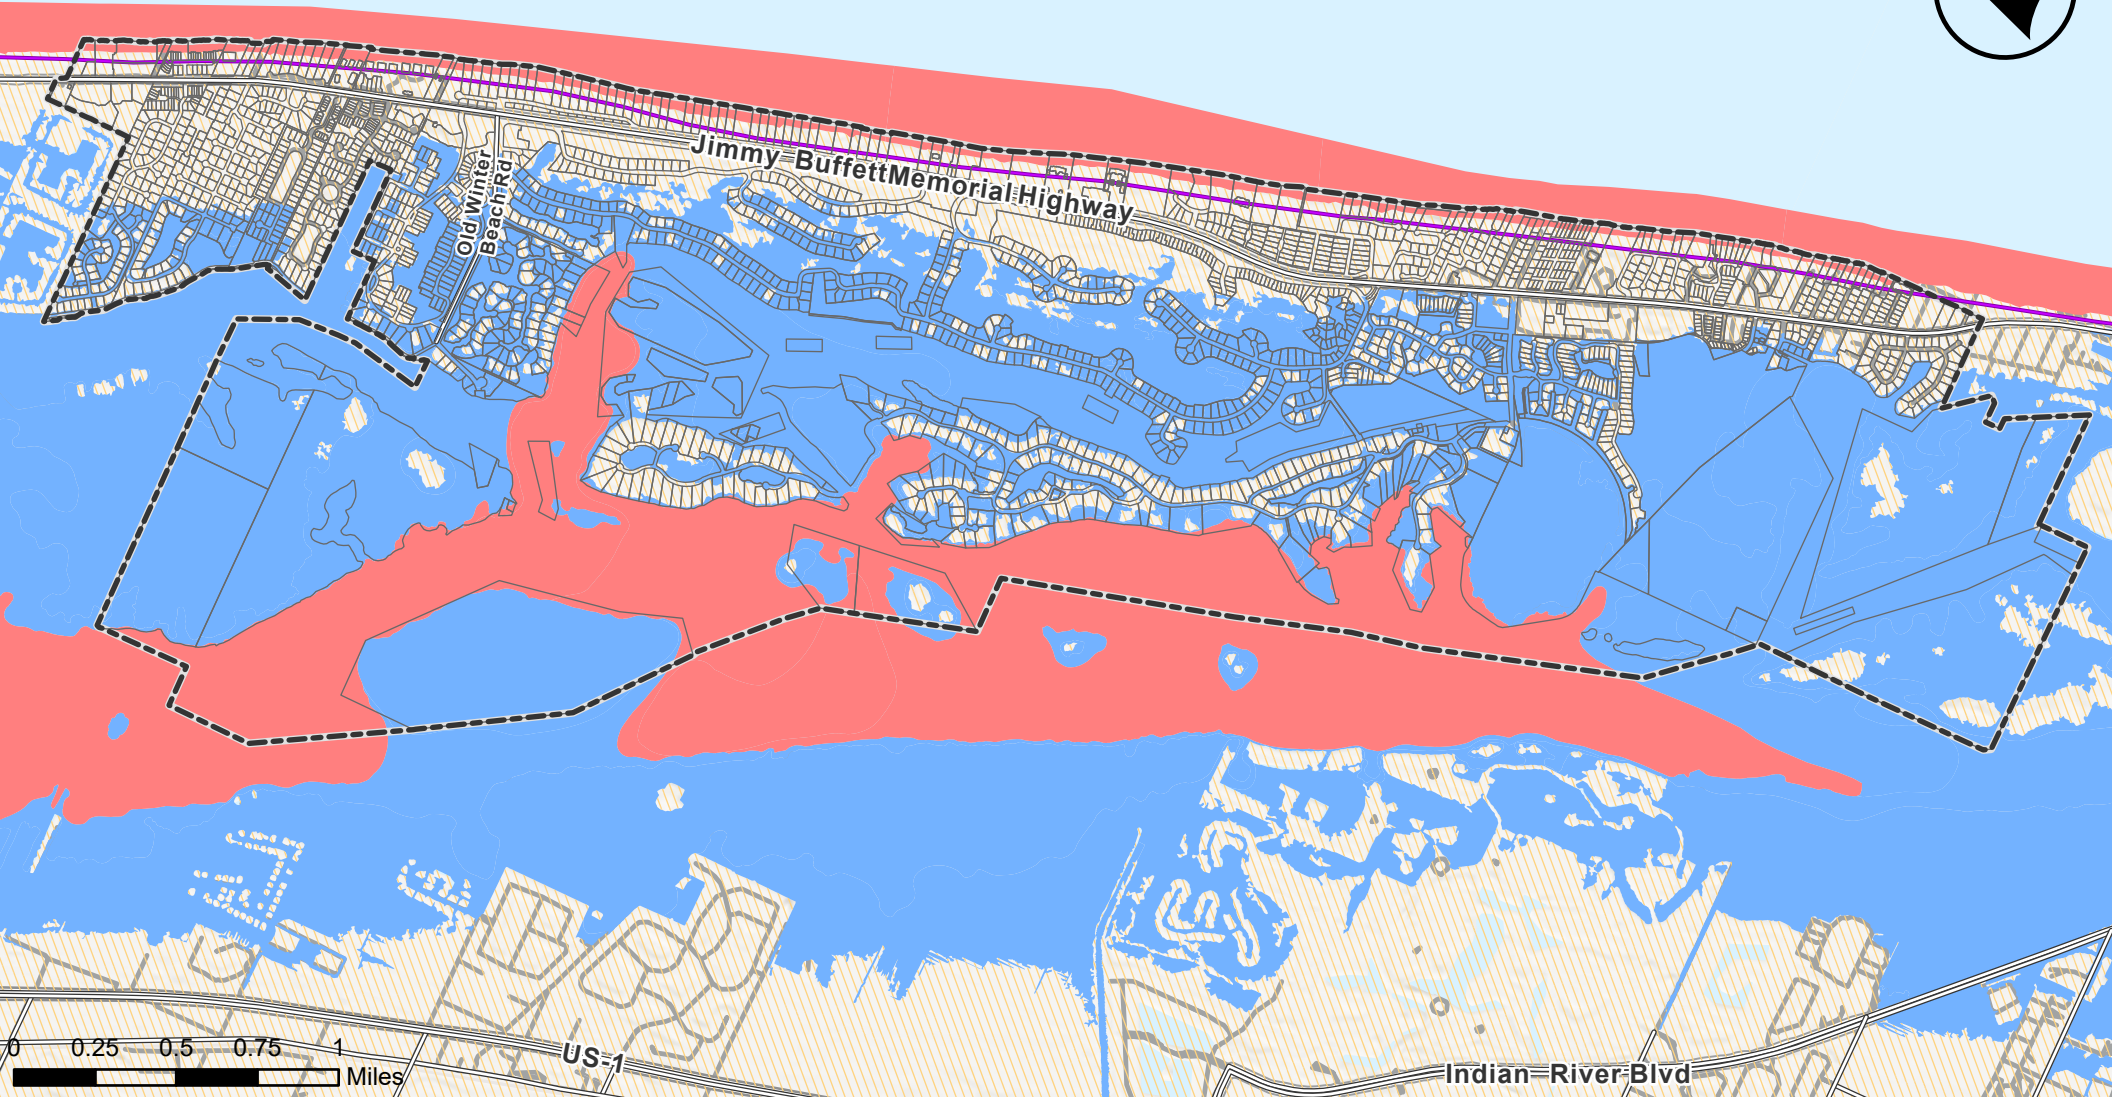 Jimmy Buffett Memorial Highway
Old Winter
Beach Rd
0 0.25 0.5 0.75 1
Miles
US-1
Indian River Blvd